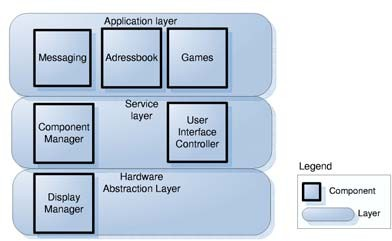 Application layer
Messaging
Adressbook
Games
Service
layer
Component
Manager
User
Interface
Controller
Hardware
Abstraction Layer
Display
Manager
Legend
Component
Layer